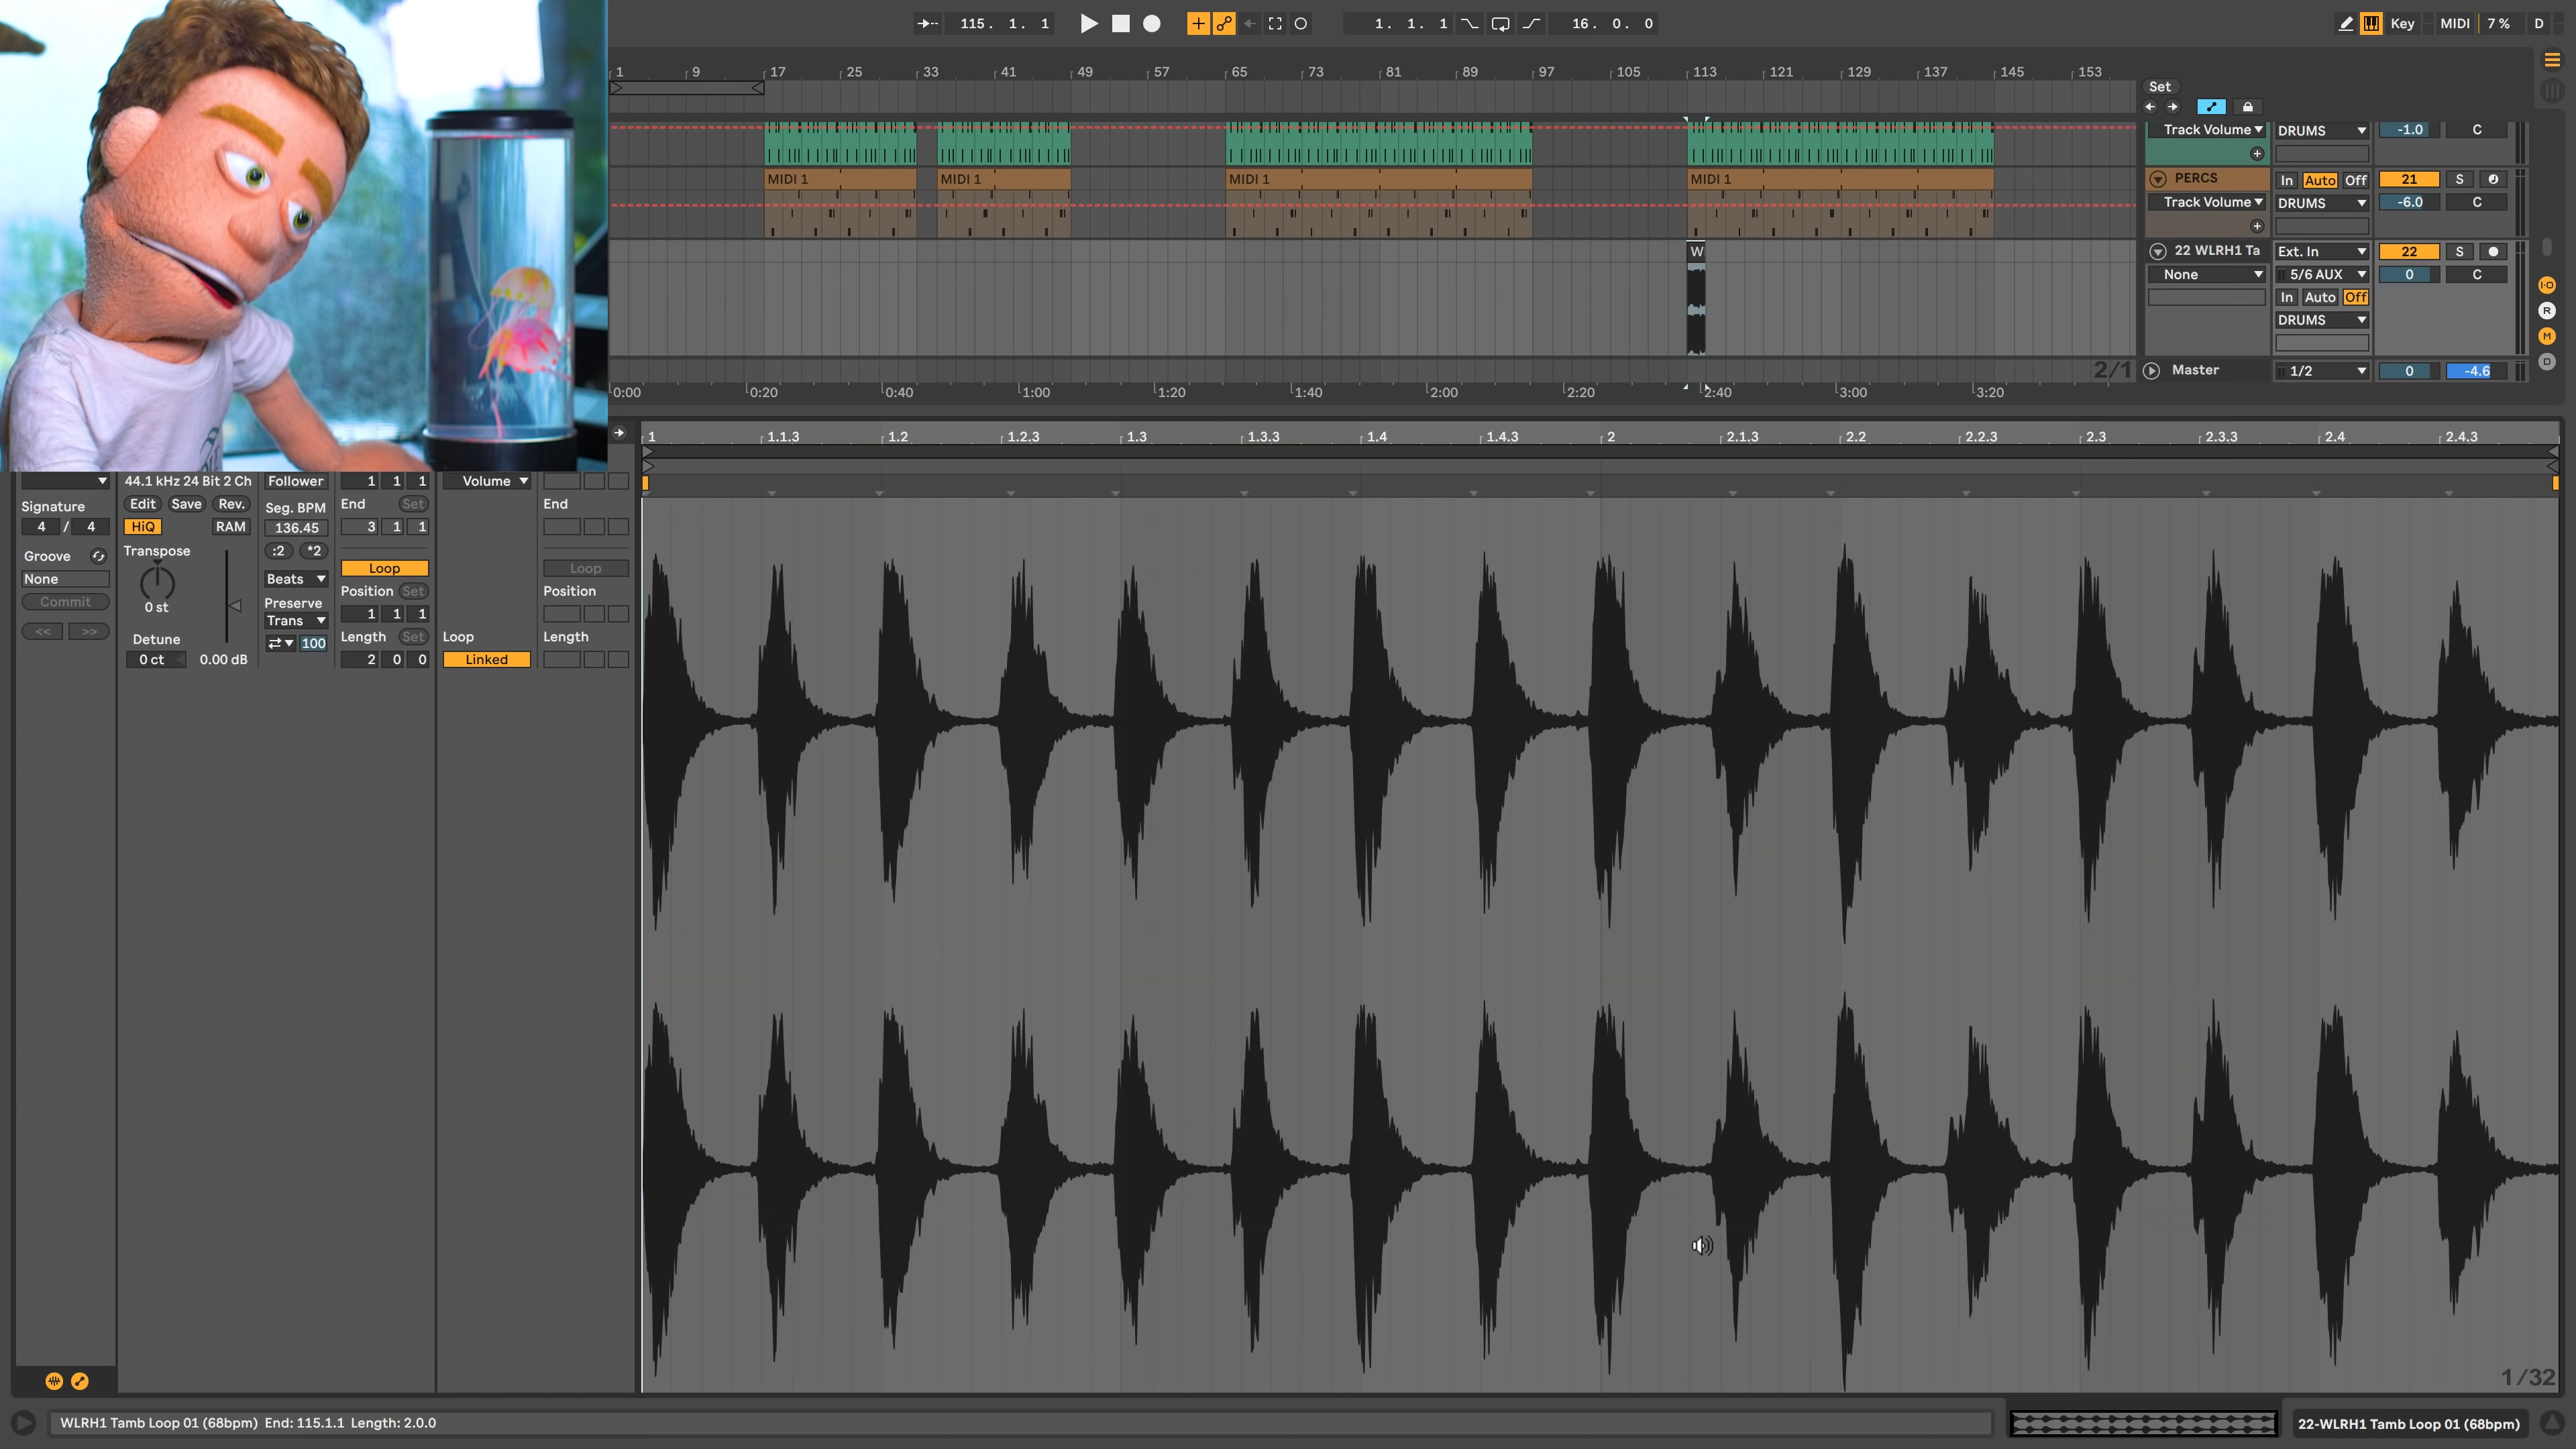 115. 1. 1
1. 1. 1
16. 0. 0
Key
MIDI
7 %
D
1 9 17 25 33 41 49 57 65 73 81 89 97 105 113 121 129 137 145 153
Set
Track Volume
DRUMS
-1.0
C
MIDI 1
MIDI 1
MIDI 1
MIDI 1
PERCS
In Auto Off
21
S
Track Volume
DRUMS
-6.0
C
W
22 WLRH1 Ta
Ext. In
22
S
None
5/6 AUX
0
C
In Auto Off
DRUMS
2/1
Master
1/2
0
-4.6
I·O
R
M
D
0:00 0:20 0:40 1:00 1:20 1:40 2:00 2:20 2:40 3:00 3:20
1 1.1.3 1.2 1.2.3 1.3 1.3.3 1.4 1.4.3 2 2.1.3 2.2 2.2.3 2.3 2.3.3 2.4 2.4.3
44.1 kHz 24 Bit 2 Ch
Follower
1 1 1
Volume
Signature
4 / 4
Edit Save Rev.
HiQ RAM
Seg. BPM
136.45
:2 *2
End Set
3 1 1
End
Groove
None
Commit
<< >>
Transpose
0 st
Detune
0 ct
0.00 dB
Beats
Preserve
Trans
100
Loop
Position Set
1 1 1
Length Set
2 0 0
Loop
Linked
Loop
Position
Length
1/32
WLRH1 Tamb Loop 01 (68bpm) End: 115.1.1 Length: 2.0.0
22-WLRH1 Tamb Loop 01 (68bpm)